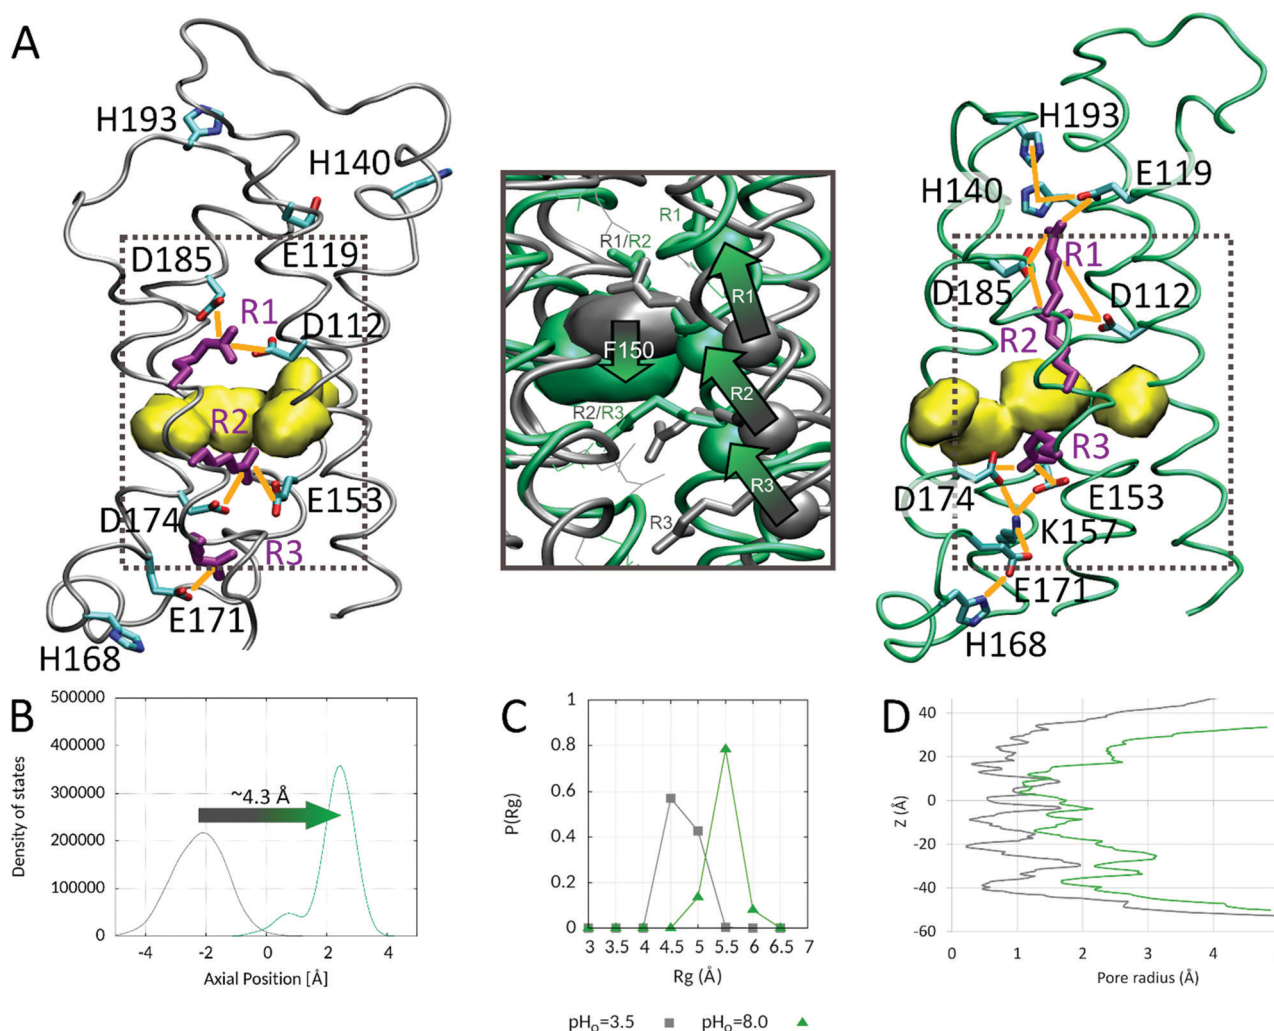 A
H193
H140
E119
D185
R1
D112
R2
E153
D174
R3
E171
H168
R1
R1/R2
R1
F150
R2
R2/R3
R3
R3
H193
H140
E119
R1
D185
D112
R2
R3
D174
E153
K157
E171
H168
B
500000
400000
300000
200000
100000
0
~4.3 Å
Density of states
-4 -2 0 2 4
Axial Position [Å]
C
1
0.8
0.6
0.4
0.2
0
P(Rg)
3 3.5 4 4.5 5 5.5 6 6.5 7
Rg (Å)
D
40
20
0
-20
-40
-60
Z (Å)
0 1 2 3 4
Pore radius (Å)
pHo=3.5 pHo=8.0